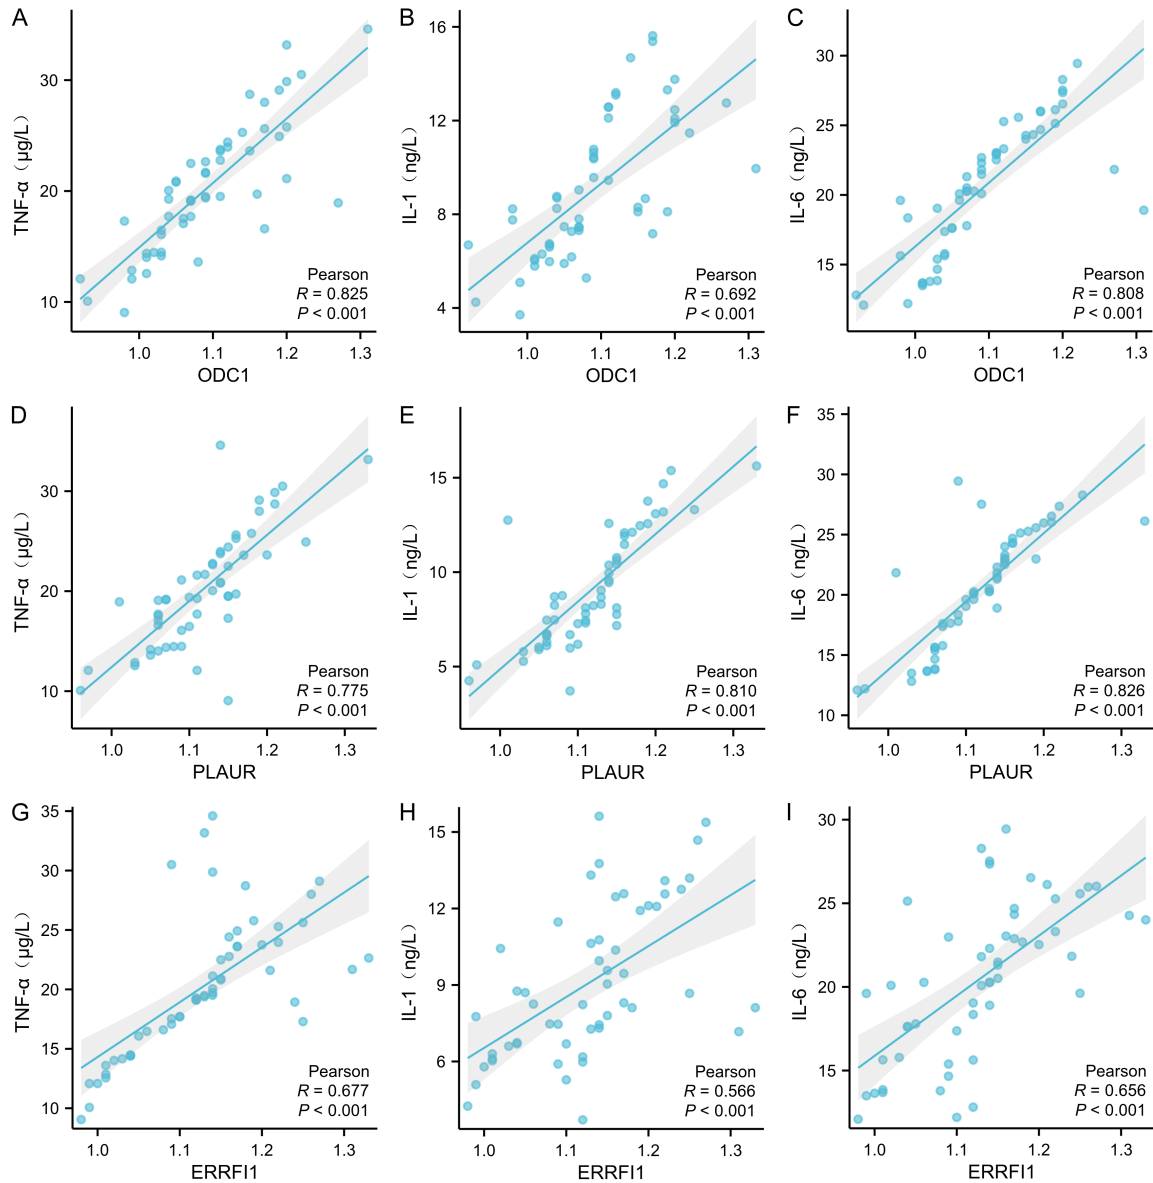 A
TNF-α（μg/L）
30
20
10
Pearson
R = 0.825
P < 0.001
1.0 1.1 1.2 1.3
ODC1
B
IL-1（ng/L）
16
12
8
4
Pearson
R = 0.692
P < 0.001
1.0 1.1 1.2 1.3
ODC1
C
IL-6（ng/L）
30
25
20
15
Pearson
R = 0.808
P < 0.001
1.0 1.1 1.2 1.3
ODC1
D
TNF-α（μg/L）
30
20
10
Pearson
R = 0.775
P < 0.001
1.0 1.1 1.2 1.3
PLAUR
E
IL-1（ng/L）
15
10
5
Pearson
R = 0.810
P < 0.001
1.0 1.1 1.2 1.3
PLAUR
F
IL-6（ng/L）
35
30
25
20
15
10
Pearson
R = 0.826
P < 0.001
1.0 1.1 1.2 1.3
PLAUR
G
TNF-α（μg/L）
35
30
25
20
15
10
Pearson
R = 0.677
P < 0.001
1.0 1.1 1.2 1.3
ERRFI1
H
IL-1（ng/L）
15
12
9
6
Pearson
R = 0.566
P < 0.001
1.0 1.1 1.2 1.3
ERRFI1
I
IL-6（ng/L）
30
25
20
15
Pearson
R = 0.656
P < 0.001
1.0 1.1 1.2 1.3
ERRFI1